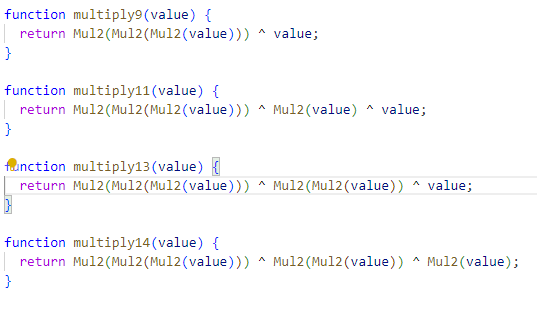 function multiply9(value) {
  return Mul2(Mul2(Mul2(value))) ^ value;
}

function multiply11(value) {
  return Mul2(Mul2(Mul2(value))) ^ Mul2(value) ^ value;
}

function multiply13(value) {
  return Mul2(Mul2(Mul2(value))) ^ Mul2(Mul2(value)) ^ value;
}

function multiply14(value) {
  return Mul2(Mul2(Mul2(value))) ^ Mul2(Mul2(value)) ^ Mul2(value);
}